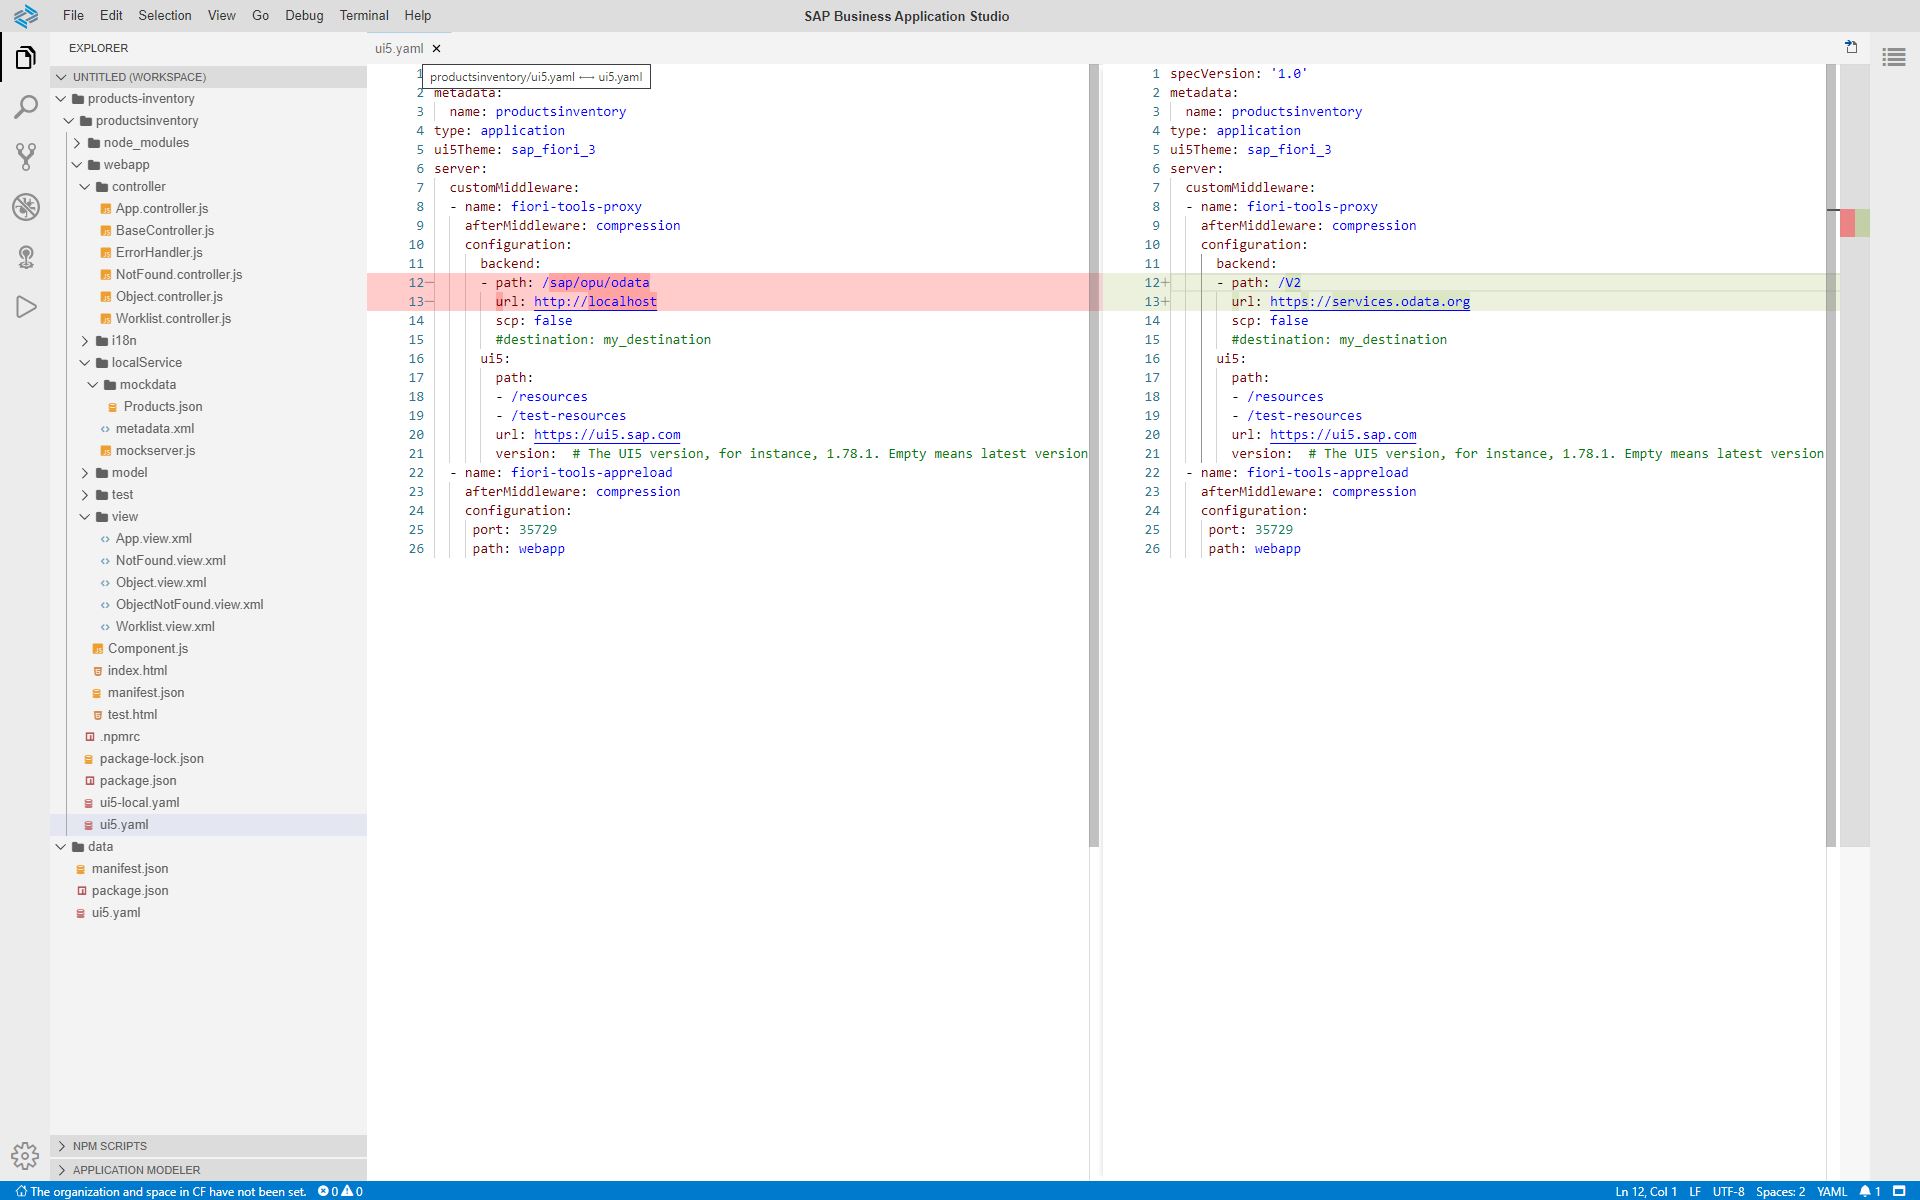 File Edit Selection View Go Debug Terminal Help
SAP Business Application Studio
EXPLORER
UNTITLED (WORKSPACE)
products-inventory
productsinventory
node_modules
webapp
controller
App.controller.js
BaseController.js
ErrorHandler.js
NotFound.controller.js
Object.controller.js
Worklist.controller.js
i18n
localService
mockdata
Products.json
metadata.xml
mockserver.js
model
test
view
App.view.xml
NotFound.view.xml
Object.view.xml
ObjectNotFound.view.xml
Worklist.view.xml
Component.js
index.html
manifest.json
test.html
.npmrc
package-lock.json
package.json
ui5-local.yaml
ui5.yaml
data
manifest.json
package.json
ui5.yaml
NPM SCRIPTS
APPLICATION MODELER
ui5.yaml ×
productsinventory/ui5.yaml ⟷ ui5.yaml
1
2 metadata:
3 name: productsinventory
4 type: application
5 ui5Theme: sap_fiori_3
6 server:
7 customMiddleware:
8 - name: fiori-tools-proxy
9 afterMiddleware: compression
10 configuration:
11 backend:
12- - path: /sap/opu/odata
13- url: http://localhost
14 scp: false
15 #destination: my_destination
16 ui5:
17 path:
18 - /resources
19 - /test-resources
20 url: https://ui5.sap.com
21 version: # The UI5 version, for instance, 1.78.1. Empty means latest version
22 - name: fiori-tools-appreload
23 afterMiddleware: compression
24 configuration:
25 port: 35729
26 path: webapp
1 specVersion: '1.0'
2 metadata:
3 name: productsinventory
4 type: application
5 ui5Theme: sap_fiori_3
6 server:
7 customMiddleware:
8 - name: fiori-tools-proxy
9 afterMiddleware: compression
10 configuration:
11 backend:
12+ - path: /V2
13+ url: https://services.odata.org
14 scp: false
15 #destination: my_destination
16 ui5:
17 path:
18 - /resources
19 - /test-resources
20 url: https://ui5.sap.com
21 version: # The UI5 version, for instance, 1.78.1. Empty means latest version
22 - name: fiori-tools-appreload
23 afterMiddleware: compression
24 configuration:
25 port: 35729
26 path: webapp
The organization and space in CF have not been set. 0 0
Ln 12, Col 1 LF UTF-8 Spaces: 2 YAML 1